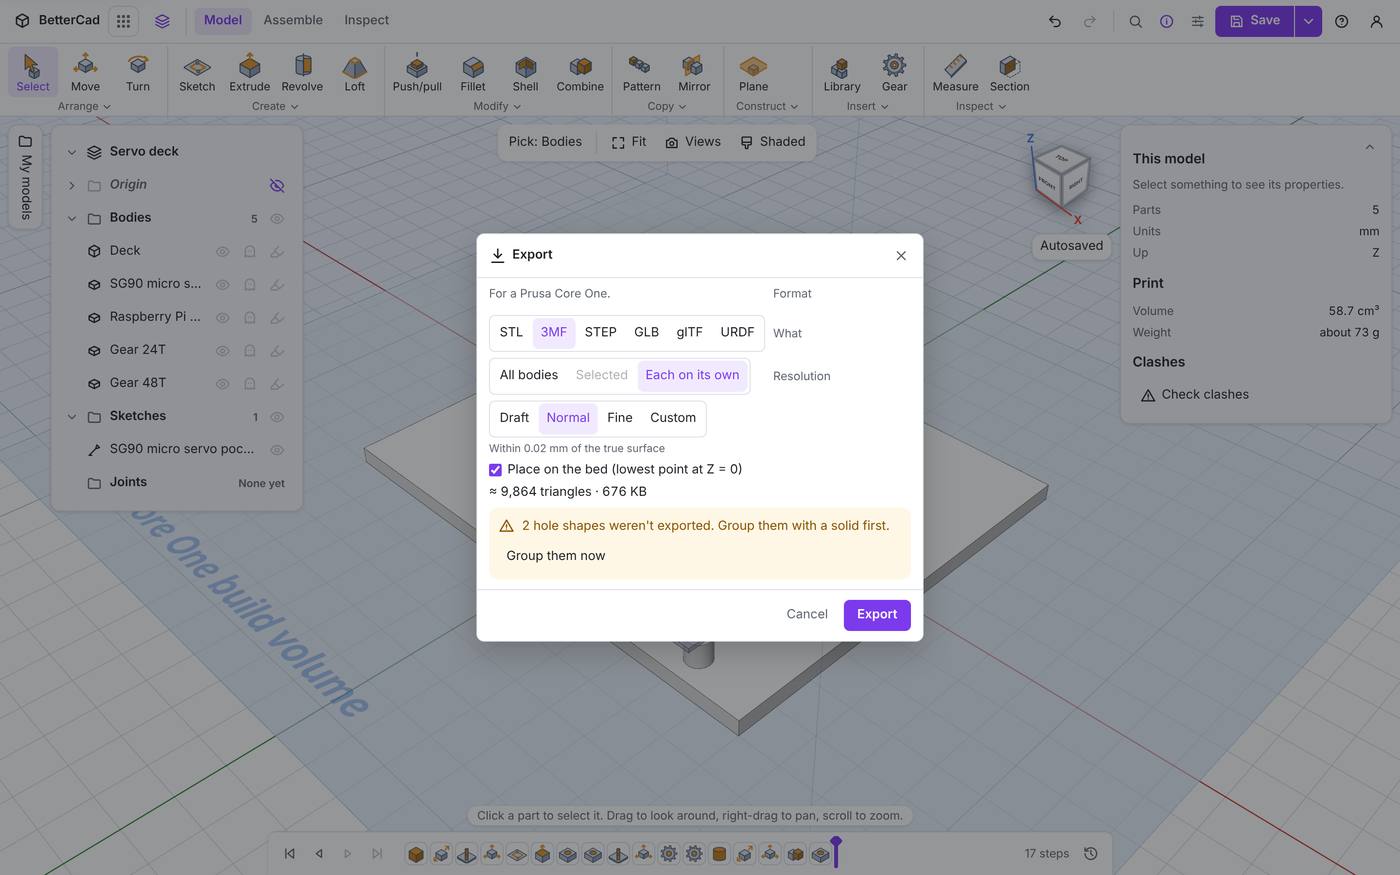 BetterCad
Model Assemble Inspect
Save
Select Move Turn Sketch Extrude Revolve Loft Push/pull Fillet Shell Combine Pattern Mirror Plane Library Gear Measure Section
Arrange Create Modify Copy Construct Insert Inspect
My models
Servo deck
Origin
Bodies 5
Deck
SG90 micro s...
Raspberry Pi ...
Gear 24T
Gear 48T
Sketches 1
SG90 micro servo poc...
Joints None yet
Pick: Bodies Fit Views Shaded
Z
TOP
FRONT RIGHT
X
Autosaved
This model
Select something to see its properties.
Parts 5
Units mm
Up Z
Print
Volume 58.7 cm³
Weight about 73 g
Clashes
Check clashes
Export
For a Prusa Core One. Format
STL 3MF STEP GLB glTF URDF What
All bodies Selected Each on its own Resolution
Draft Normal Fine Custom
Within 0.02 mm of the true surface
Place on the bed (lowest point at Z = 0)
≈ 9,864 triangles · 676 KB
2 hole shapes weren't exported. Group them with a solid first.
Group them now
Cancel Export
One build volume
Click a part to select it. Drag to look around, right-drag to pan, scroll to zoom.
17 steps